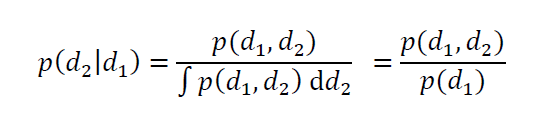 p(d₂|d₁) = p(d₁, d₂) / ∫ p(d₁, d₂) dd₂ = p(d₁, d₂) / p(d₁)